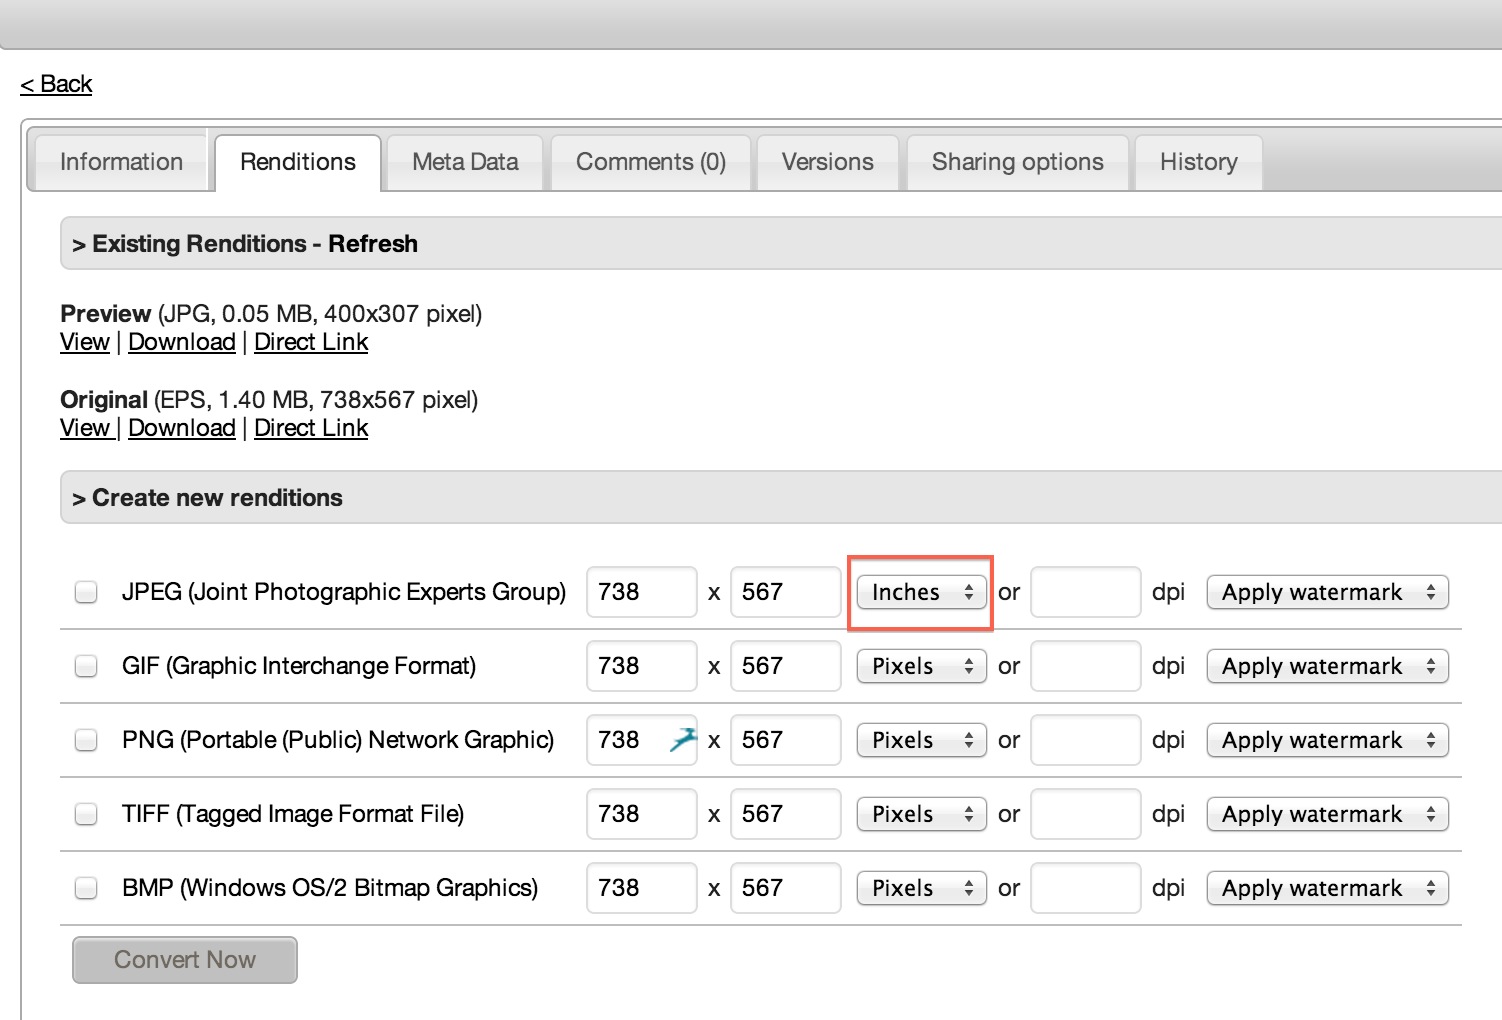 < Back
Information Renditions Meta Data Comments (0) Versions Sharing options History
> Existing Renditions - Refresh
Preview (JPG, 0.05 MB, 400x307 pixel)
View | Download | Direct Link
Original (EPS, 1.40 MB, 738x567 pixel)
View | Download | Direct Link
> Create new renditions
JPEG (Joint Photographic Experts Group) 738 x 567 Inches or dpi Apply watermark
GIF (Graphic Interchange Format) 738 x 567 Pixels or dpi Apply watermark
PNG (Portable (Public) Network Graphic) 738 x 567 Pixels or dpi Apply watermark
TIFF (Tagged Image Format File) 738 x 567 Pixels or dpi Apply watermark
BMP (Windows OS/2 Bitmap Graphics) 738 x 567 Pixels or dpi Apply watermark
Convert Now